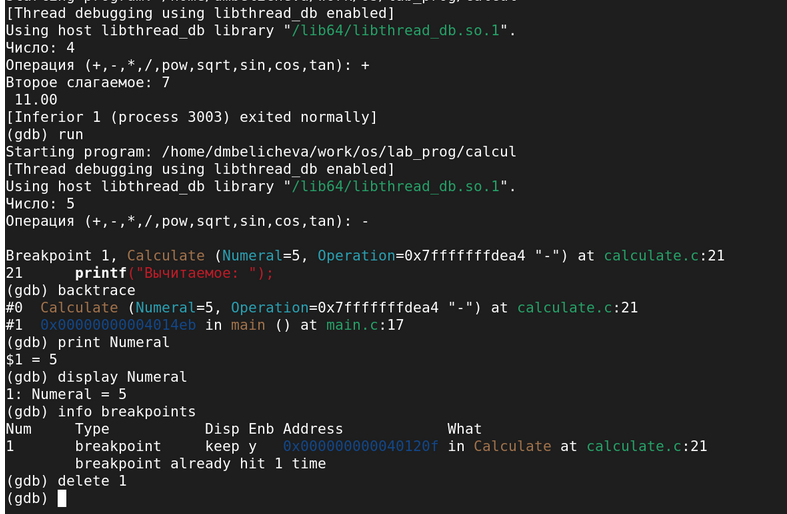 [Thread debugging using libthread_db enabled]
Using host libthread_db library "/lib64/libthread_db.so.1".
Число: 4
Операция (+,-,*,/,pow,sqrt,sin,cos,tan): +
Второе слагаемое: 7
 11.00
[Inferior 1 (process 3003) exited normally]
(gdb) run
Starting program: /home/dmbelicheva/work/os/lab_prog/calcul
[Thread debugging using libthread_db enabled]
Using host libthread_db library "/lib64/libthread_db.so.1".
Число: 5
Операция (+,-,*,/,pow,sqrt,sin,cos,tan): -

Breakpoint 1, Calculate (Numeral=5, Operation=0x7fffffffdea4 "-") at calculate.c:21
21      printf("Вычитаемое: ");
(gdb) backtrace
#0  Calculate (Numeral=5, Operation=0x7fffffffdea4 "-") at calculate.c:21
#1  0x00000000004014eb in main () at main.c:17
(gdb) print Numeral
$1 = 5
(gdb) display Numeral
1: Numeral = 5
(gdb) info breakpoints
Num     Type           Disp Enb Address            What
1       breakpoint     keep y   0x000000000040120f in Calculate at calculate.c:21
        breakpoint already hit 1 time
(gdb) delete 1
(gdb)